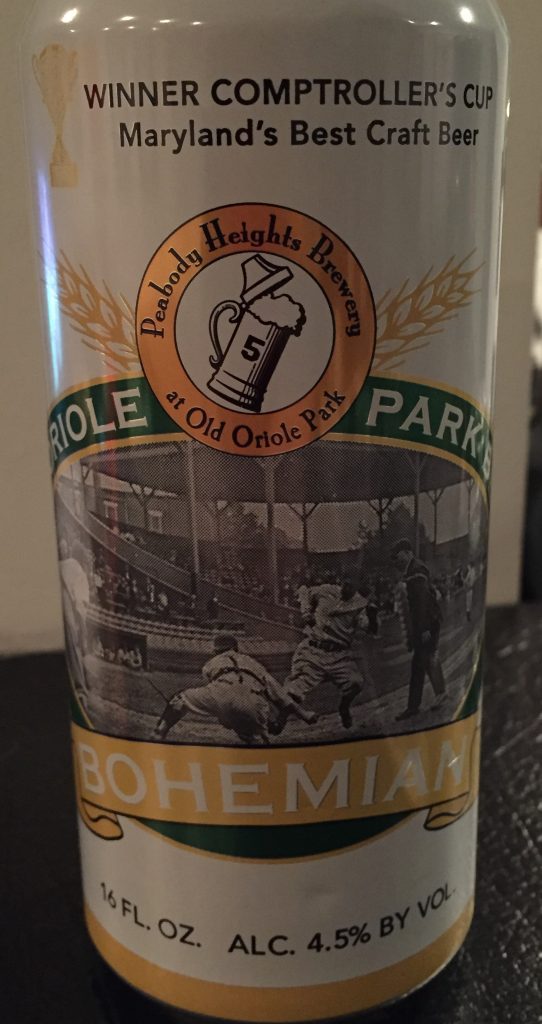 WINNER COMPTROLLER'S CUP
Maryland's Best Craft Beer
Peabody Heights Brewery
5
at Old Oriole Park
RIOLE PARK
BOHEMIAN
16 FL. OZ. ALC. 4.5% BY VOL.